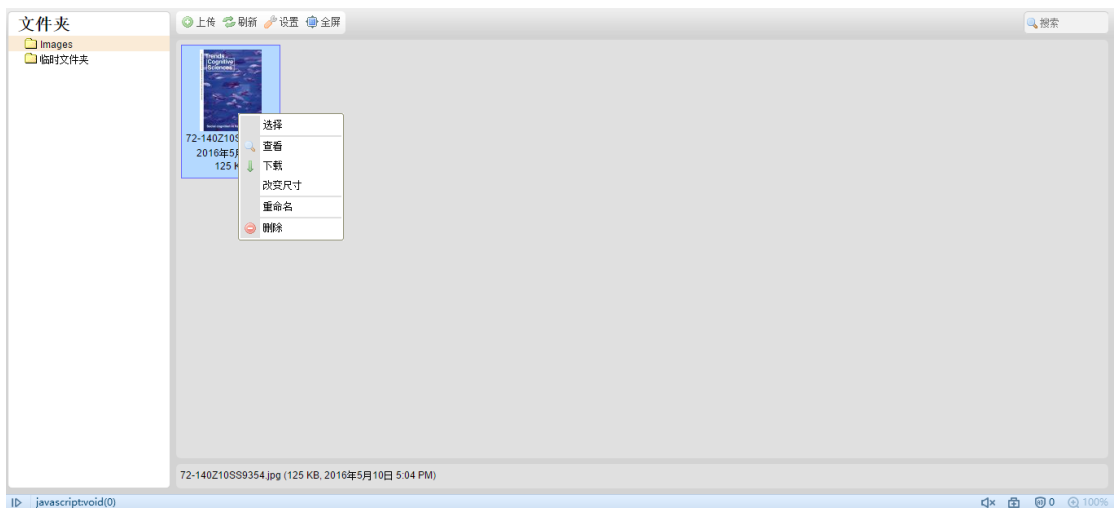 文件夹
Images
临时文件夹
上传 刷新 设置 全屏
搜索
Trends
Cognitive
Sciences
72-140Z10S
2016年5月
125 K
选择
查看
下载
改变尺寸
重命名
删除
72-140Z10SS9354.jpg (125 KB, 2016年5月10日 5:04 PM)
javascript:void(0)
0
100%